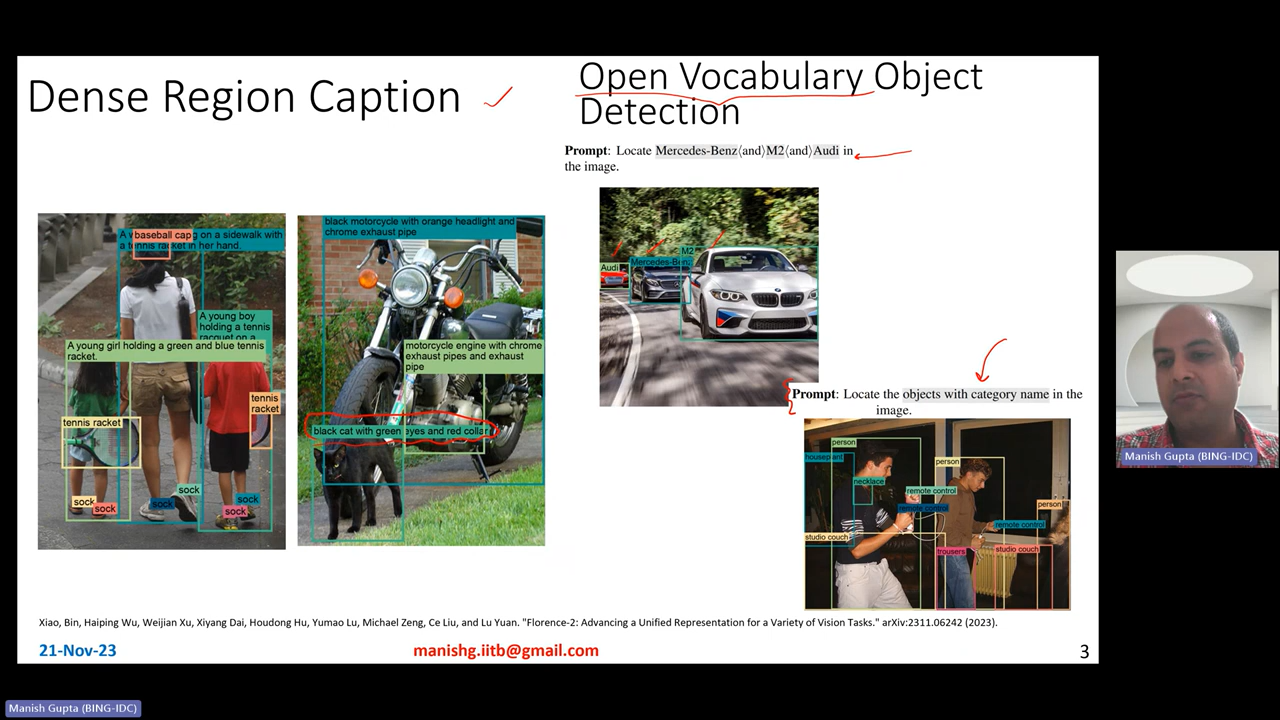 Dense Region Caption
Open Vocabulary Object
Detection
Prompt: Locate Mercedes-Benz⟨and⟩M2⟨and⟩Audi in
the image.
baseball cap
g on a sidewalk with
a tennis racket in her hand.
A young boy
holding a tennis
racquet on a
A young girl holding a green and blue tennis
racket.
tennis racket
tennis
racket
sock
sock
sock
sock
sock
sock
black motorcycle with orange headlight and
chrome exhaust pipe
motorcycle engine with chrome
exhaust pipes and exhaust
pipe
black cat with green eyes and red collar
Audi
Mercedes-Benz
M2
Prompt: Locate the objects with category name in the
image.
person
houseplant
necklace
person
remote control
remote control
person
remote control
studio couch
trousers
studio couch
Xiao, Bin, Haiping Wu, Weijian Xu, Xiyang Dai, Houdong Hu, Yumao Lu, Michael Zeng, Ce Liu, and Lu Yuan. "Florence-2: Advancing a Unified Representation for a Variety of Vision Tasks." arXiv:2311.06242 (2023).
21-Nov-23
manishg.iitb@gmail.com
3
Manish Gupta (BING-IDC)
Manish Gupta (BING-IDC)